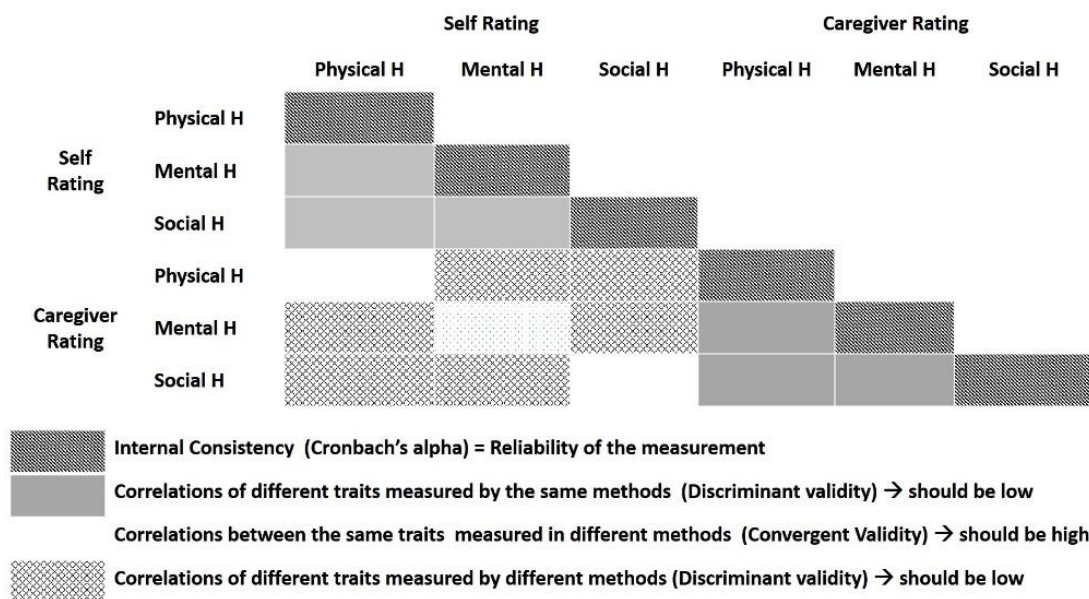 Self Rating Caregiver Rating
Physical H Mental H Social H Physical H Mental H Social H
Physical H
Self
Rating
Mental H
Social H
Physical H
Caregiver
Rating
Mental H
Social H
Internal Consistency (Cronbach’s alpha) = Reliability of the measurement
Correlations of different traits measured by the same methods (Discriminant validity) → should be low
Correlations between the same traits measured in different methods (Convergent Validity) → should be high
Correlations of different traits measured by different methods (Discriminant validity) → should be low